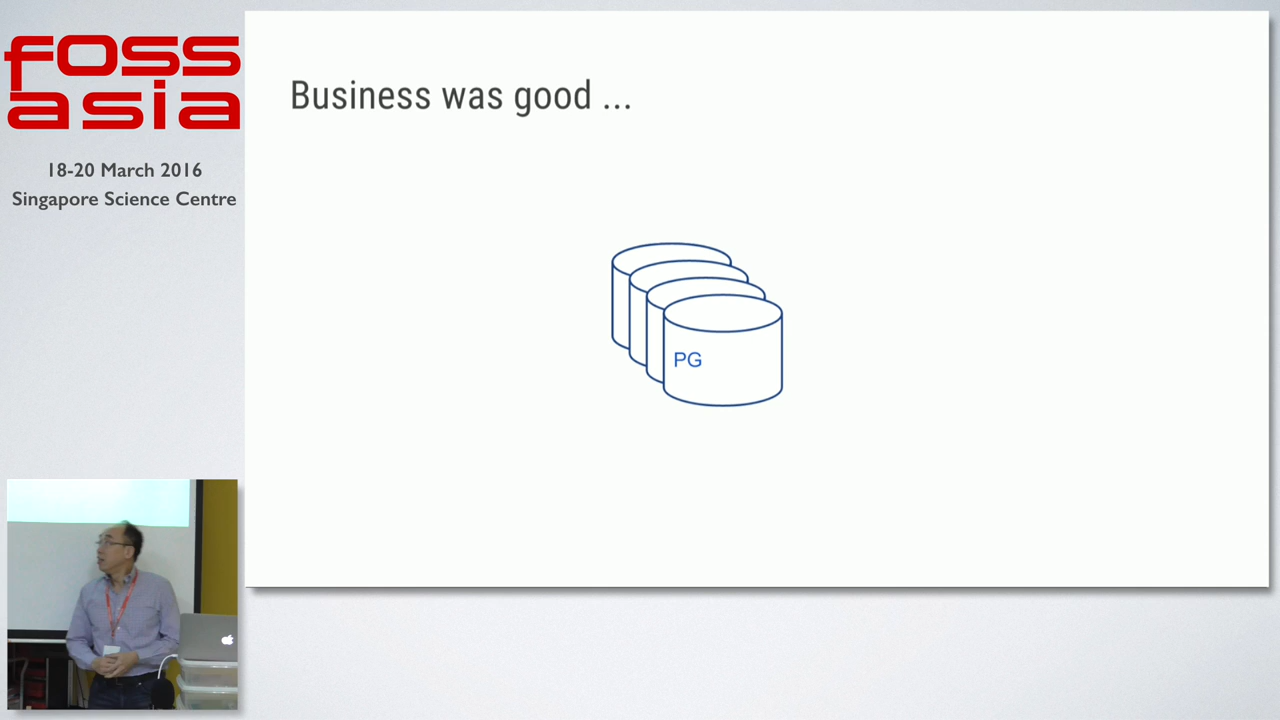 foss
asia
18-20 March 2016
Singapore Science Centre
Business was good ...
PG